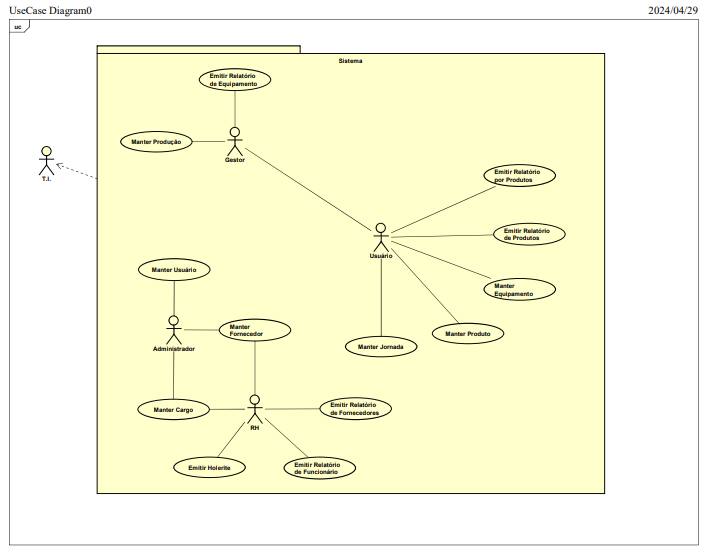 UseCase Diagram0
2024/04/29
uc
Sistema
Emitir Relatório
de Equipamento
Manter Produção
Gestor
T.I.
Emitir Relatório
por Produtos
Emitir Relatório
de Produtos
Usuário
Manter Usuário
Manter
Equipamento
Manter
Fornecedor
Manter Produto
Administrador
Manter Jornada
Manter Cargo
Emitir Relatório
de Fornecedores
RH
Emitir Holerite
Emitir Relatório
de Funcionário